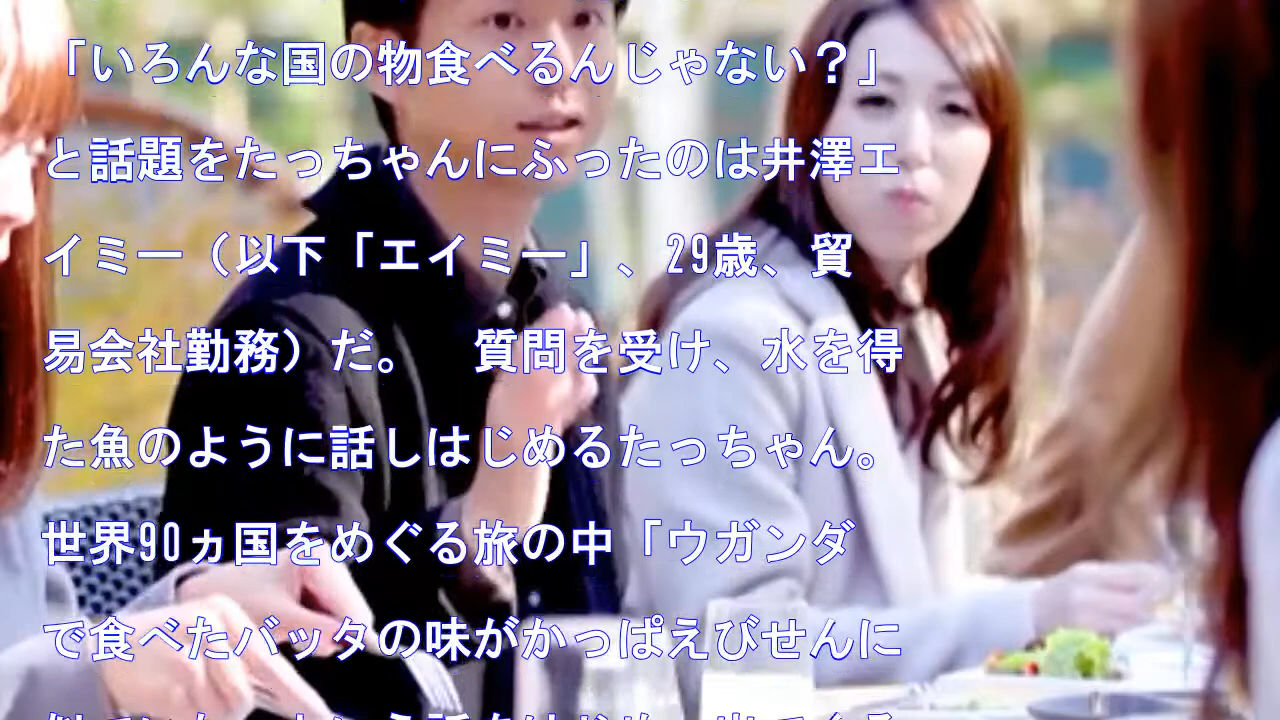 「いろんな国の物食べるんじゃない？」
と話題をたっちゃんにふったのは井澤エ
イミー（以下「エイミー」、29歳、貿
易会社勤務）だ。　質問を受け、水を得
た魚のように話しはじめるたっちゃん。
世界90ヵ国をめぐる旅の中「ウガンダ
で食べたバッタの味がかっぱえびせんに